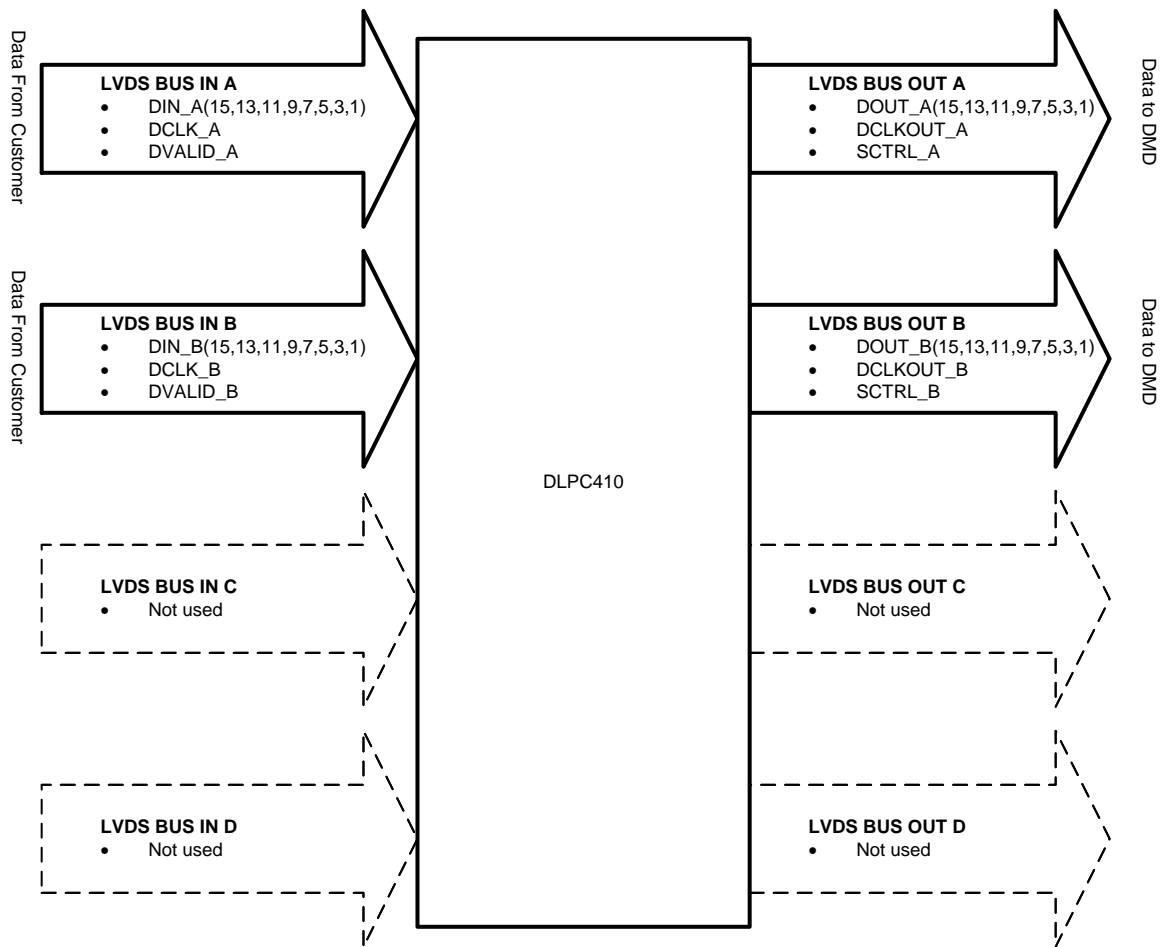 Data From Customer
LVDS BUS IN A
• DIN_A(15,13,11,9,7,5,3,1)
• DCLK_A
• DVALID_A
LVDS BUS OUT A
• DOUT_A(15,13,11,9,7,5,3,1)
• DCLKOUT_A
• SCTRL_A
Data to DMD
Data From Customer
LVDS BUS IN B
• DIN_B(15,13,11,9,7,5,3,1)
• DCLK_B
• DVALID_B
LVDS BUS OUT B
• DOUT_B(15,13,11,9,7,5,3,1)
• DCLKOUT_B
• SCTRL_B
Data to DMD
DLPC410
LVDS BUS IN C
• Not used
LVDS BUS OUT C
• Not used
LVDS BUS IN D
• Not used
LVDS BUS OUT D
• Not used